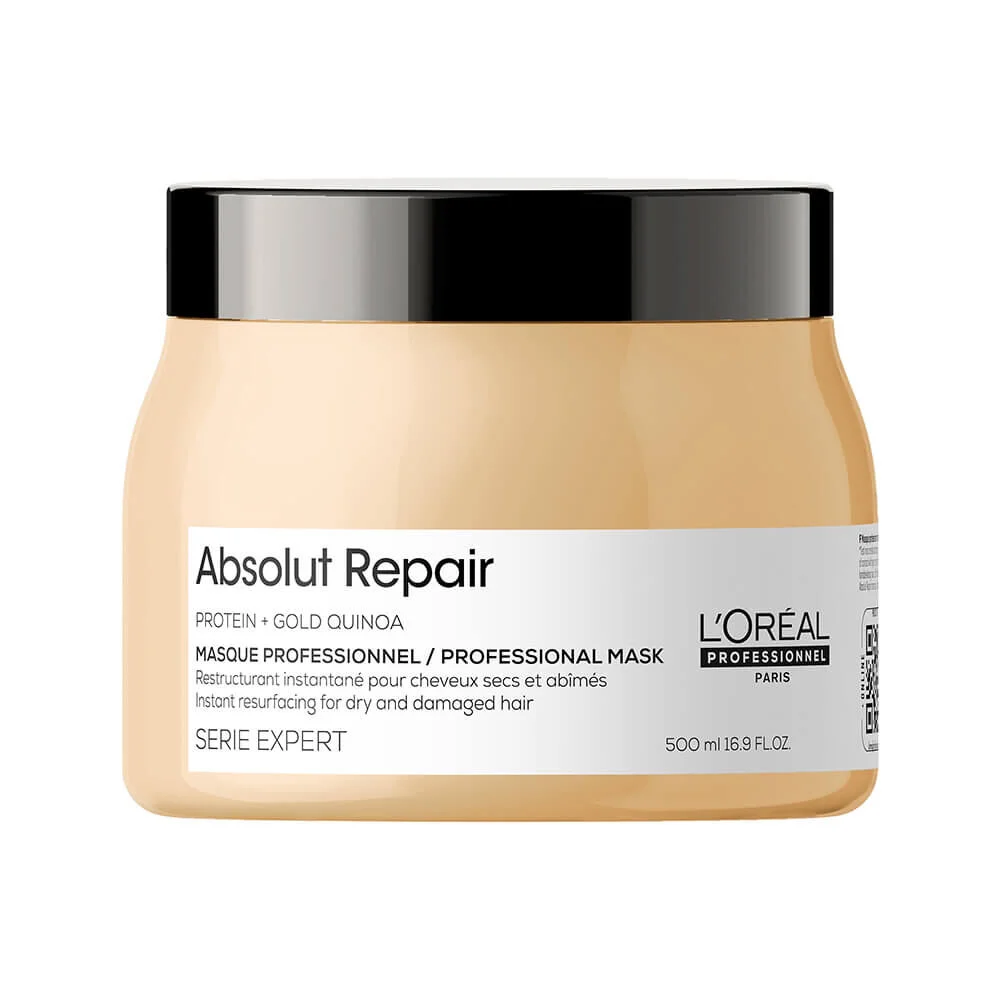 Absolut Repair
PROTEIN + GOLD QUINOA
MASQUE PROFESSIONNEL / PROFESSIONAL MASK
Restructurant instantané pour cheveux secs et abîmés
Instant resurfacing for dry and damaged hair
SERIE EXPERT
L'ORÉAL
PROFESSIONNEL
PARIS
500 ml 16.9 FL.OZ.
+ONLINE